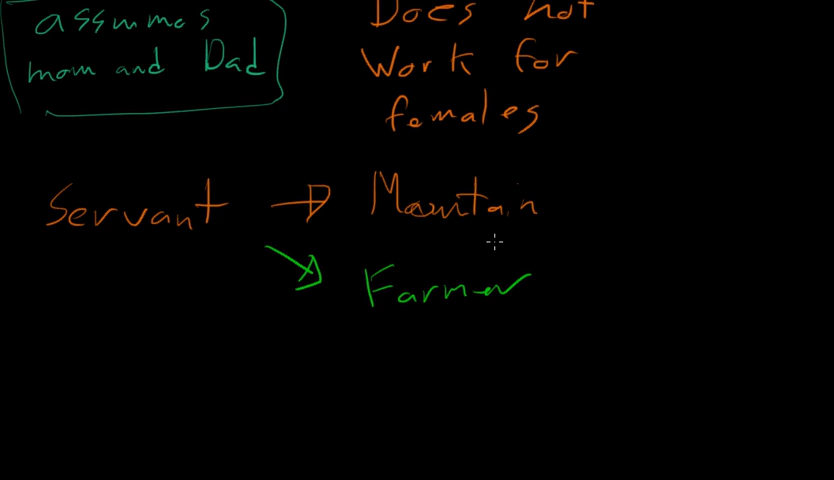 assumes
mom and Dad
Does not
Work for
females
Servant → Mountain
Farmer